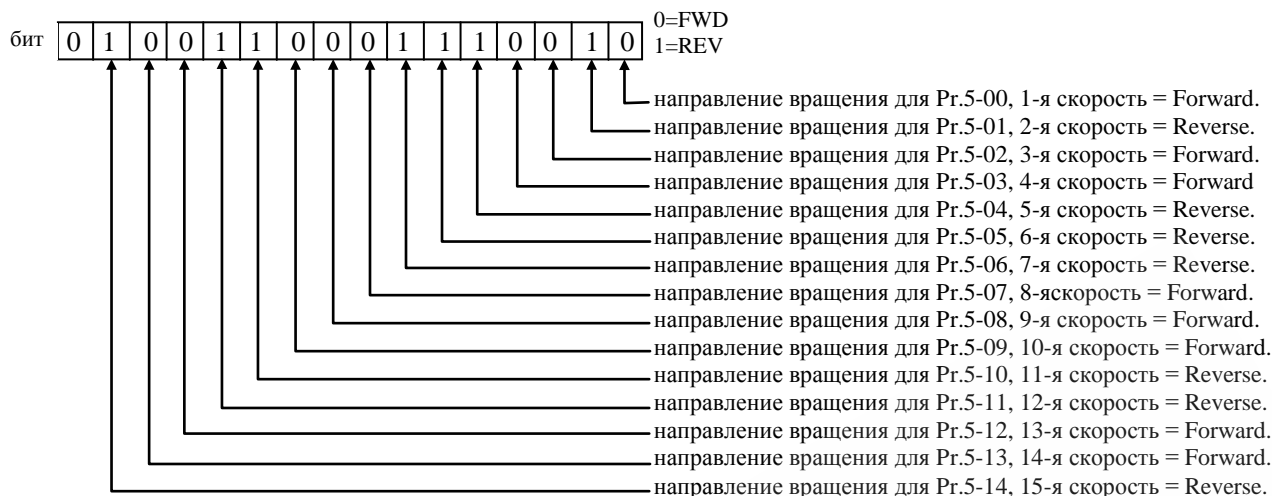 0=FWD
бит 0 1 0 0 1 1 0 0 0 1 1 1 0 0 1 0 1=REV
направление вращения для Pr.5-00, 1-я скорость = Forward.
направление вращения для Pr.5-01, 2-я скорость = Reverse.
направление вращения для Pr.5-02, 3-я скорость = Forward.
направление вращения для Pr.5-03, 4-я скорость = Forward
направление вращения для Pr.5-04, 5-я скорость = Reverse.
направление вращения для Pr.5-05, 6-я скорость = Reverse.
направление вращения для Pr.5-06, 7-я скорость = Reverse.
направление вращения для Pr.5-07, 8-яскорость = Forward.
направление вращения для Pr.5-08, 9-я скорость = Forward.
направление вращения для Pr.5-09, 10-я скорость = Forward.
направление вращения для Pr.5-10, 11-я скорость = Reverse.
направление вращения для Pr.5-11, 12-я скорость = Reverse.
направление вращения для Pr.5-12, 13-я скорость = Forward.
направление вращения для Pr.5-13, 14-я скорость = Forward.
направление вращения для Pr.5-14, 15-я скорость = Reverse.